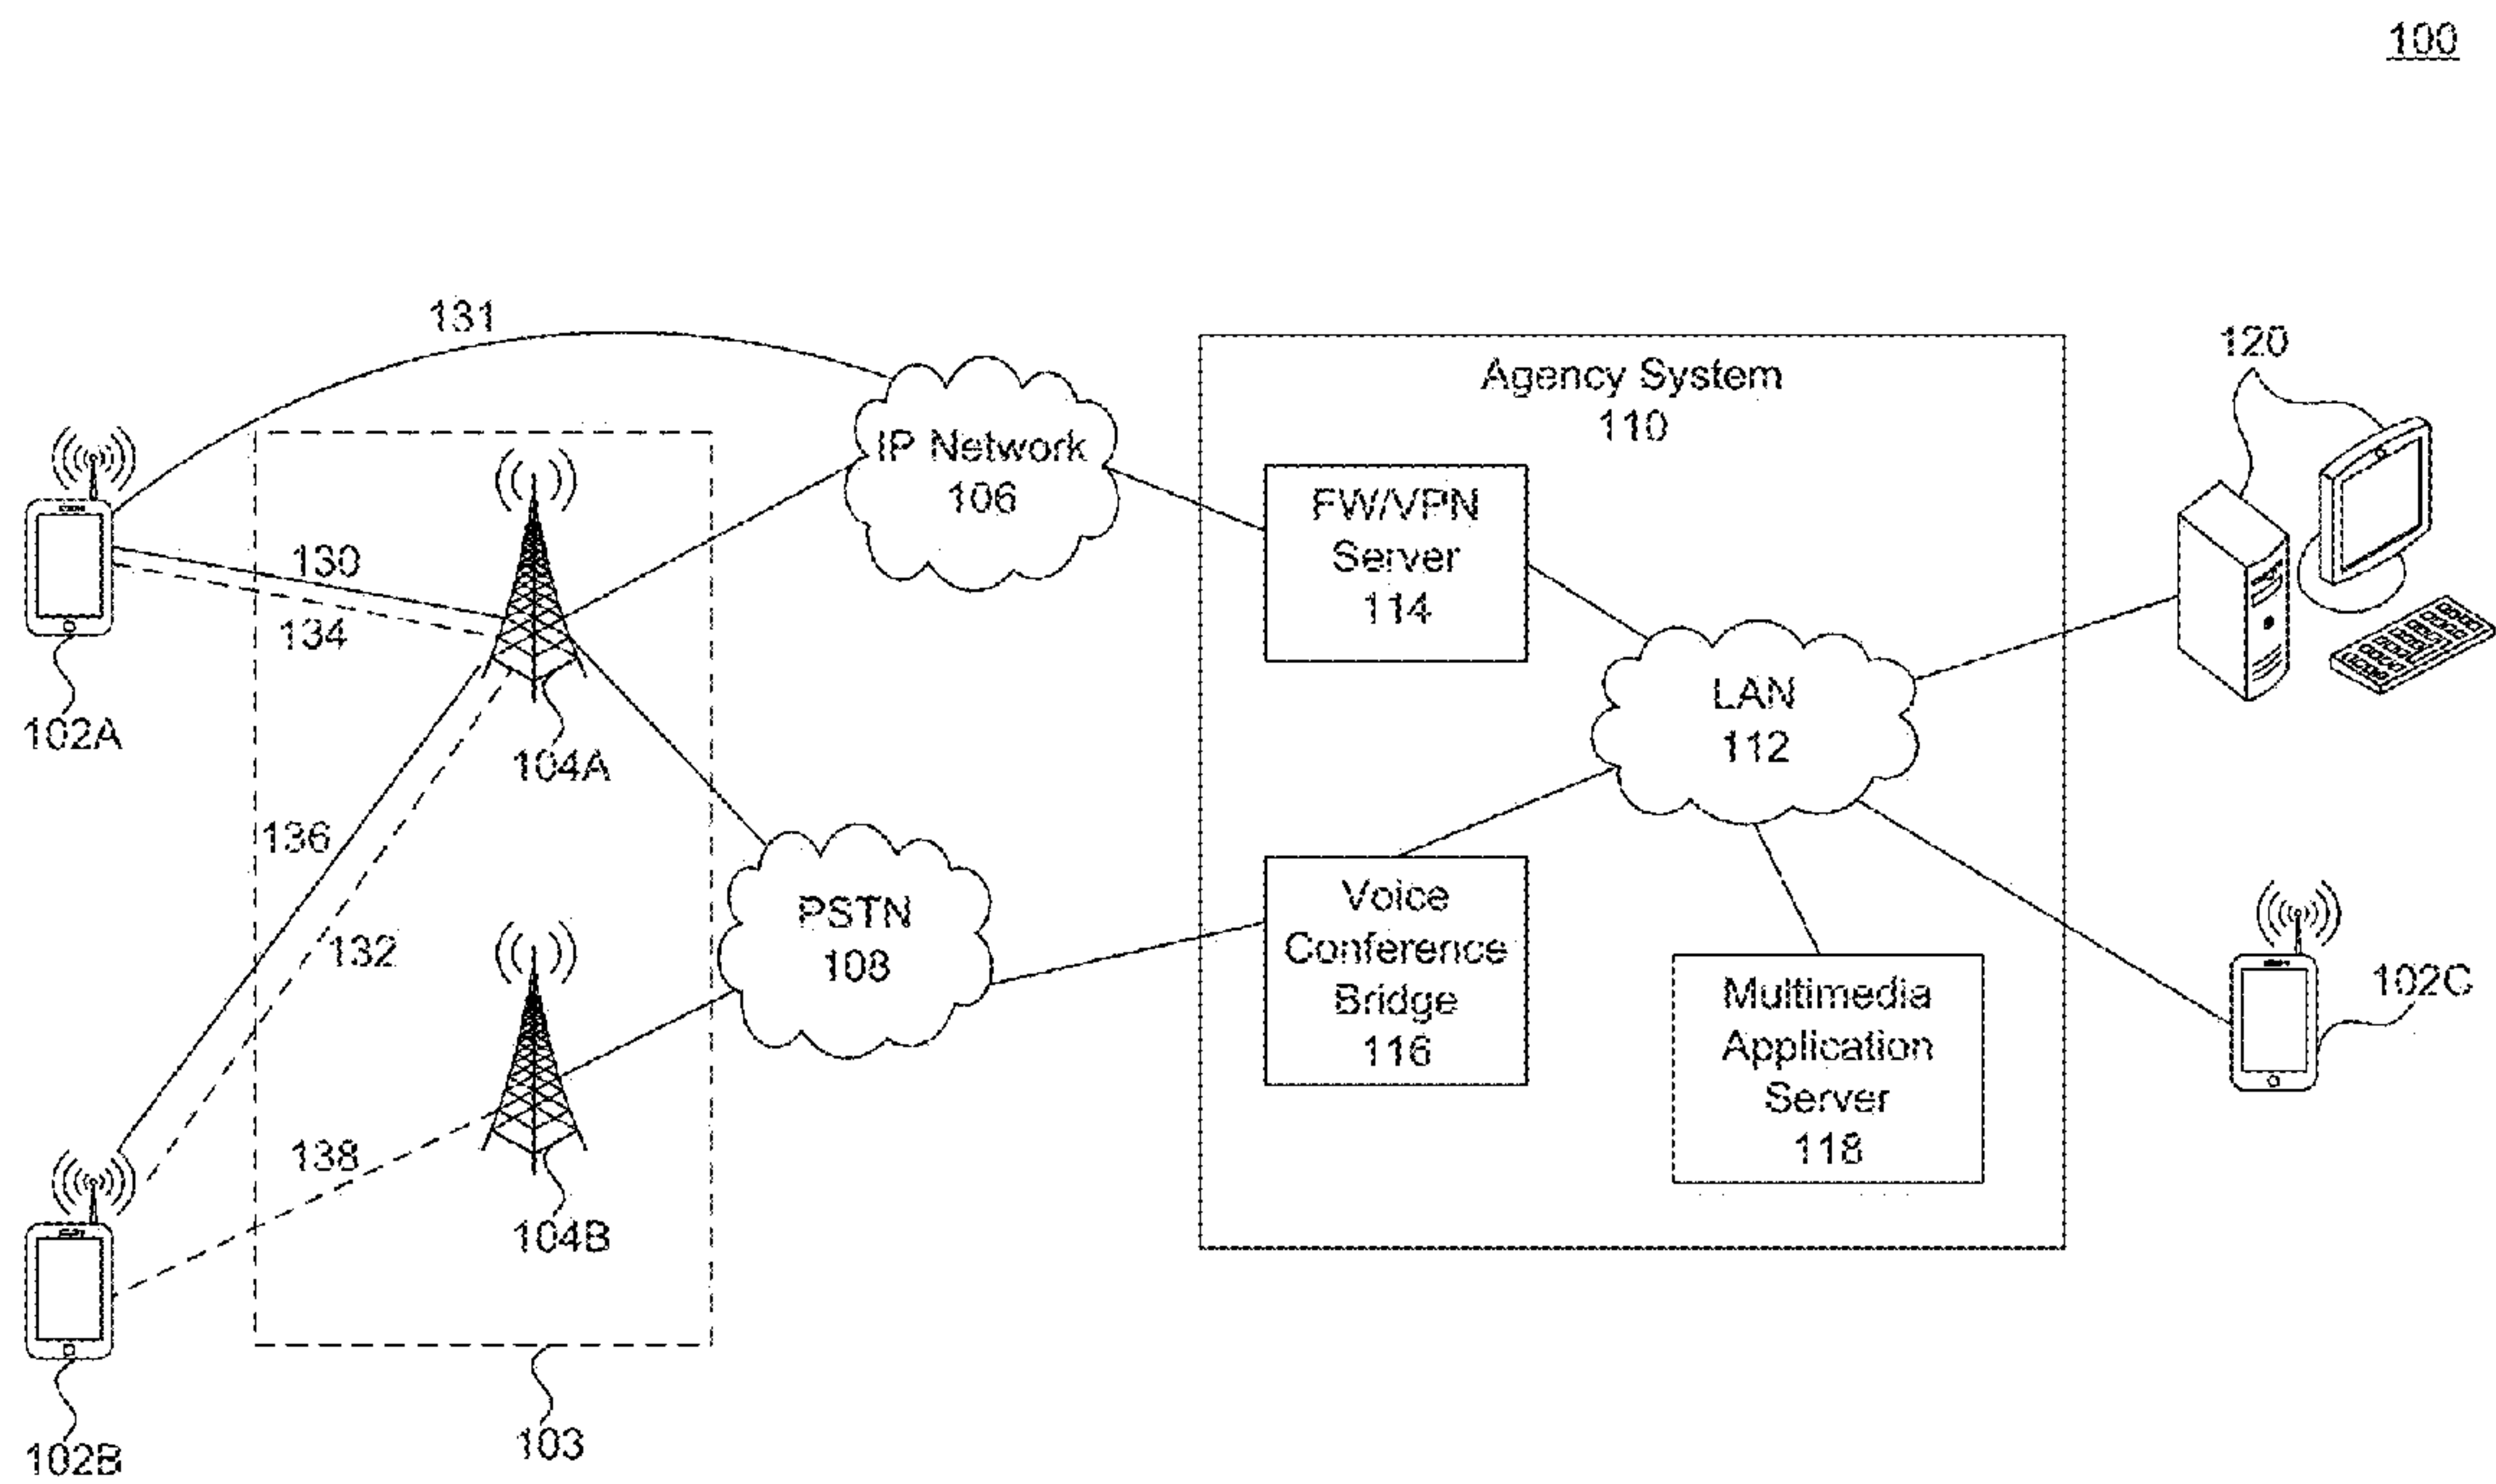 100
131
120
Agency System
110
IP Network
106
FW/VPN
Server
114
130
134
102A
104A
LAN
112
136
132
PSTN
108
Voice
Conference
Bridge
116
Multimedia
Application
Server
118
102C
138
104B
103
102B